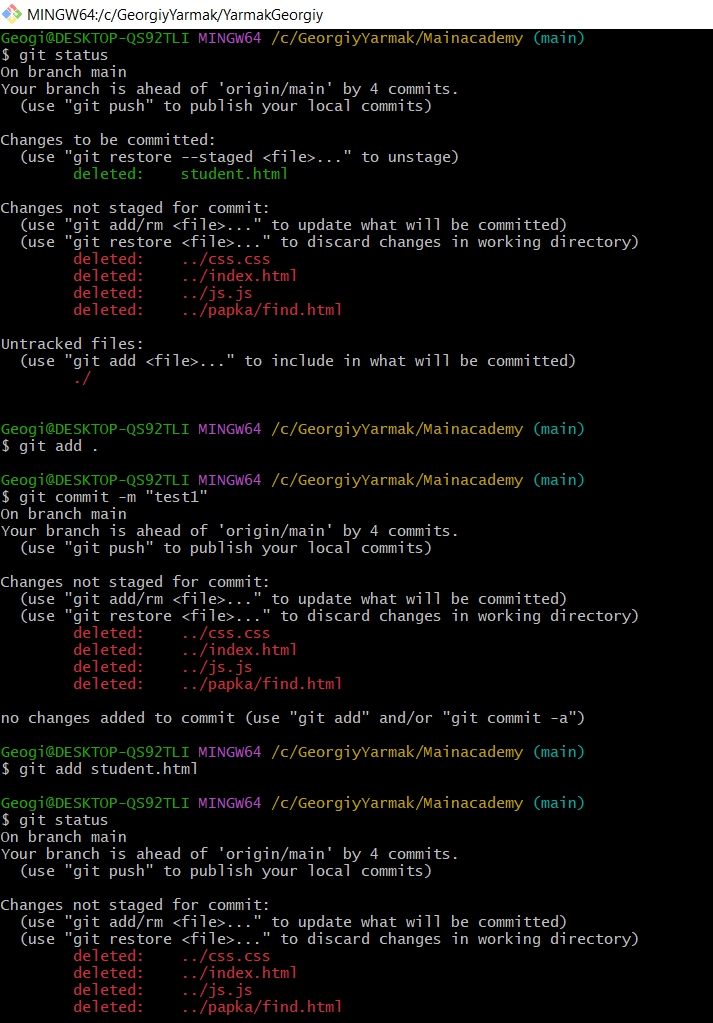 MINGW64:/c/GeorgiyYarmak/YarmakGeorgiy
Geogi@DESKTOP-QS92TLI MINGW64 /c/GeorgiyYarmak/Mainacademy (main)
$ git status
On branch main
Your branch is ahead of 'origin/main' by 4 commits.
  (use "git push" to publish your local commits)

Changes to be committed:
  (use "git restore --staged <file>..." to unstage)
        deleted:    student.html

Changes not staged for commit:
  (use "git add/rm <file>..." to update what will be committed)
  (use "git restore <file>..." to discard changes in working directory)
        deleted:    ../css.css
        deleted:    ../index.html
        deleted:    ../js.js
        deleted:    ../papka/find.html

Untracked files:
  (use "git add <file>..." to include in what will be committed)
        ./

Geogi@DESKTOP-QS92TLI MINGW64 /c/GeorgiyYarmak/Mainacademy (main)
$ git add .

Geogi@DESKTOP-QS92TLI MINGW64 /c/GeorgiyYarmak/Mainacademy (main)
$ git commit -m "test1"
On branch main
Your branch is ahead of 'origin/main' by 4 commits.
  (use "git push" to publish your local commits)

Changes not staged for commit:
  (use "git add/rm <file>..." to update what will be committed)
  (use "git restore <file>..." to discard changes in working directory)
        deleted:    ../css.css
        deleted:    ../index.html
        deleted:    ../js.js
        deleted:    ../papka/find.html

no changes added to commit (use "git add" and/or "git commit -a")

Geogi@DESKTOP-QS92TLI MINGW64 /c/GeorgiyYarmak/Mainacademy (main)
$ git add student.html

Geogi@DESKTOP-QS92TLI MINGW64 /c/GeorgiyYarmak/Mainacademy (main)
$ git status
On branch main
Your branch is ahead of 'origin/main' by 4 commits.
  (use "git push" to publish your local commits)

Changes not staged for commit:
  (use "git add/rm <file>..." to update what will be committed)
  (use "git restore <file>..." to discard changes in working directory)
        deleted:    ../css.css
        deleted:    ../index.html
        deleted:    ../js.js
        deleted:    ../papka/find.html